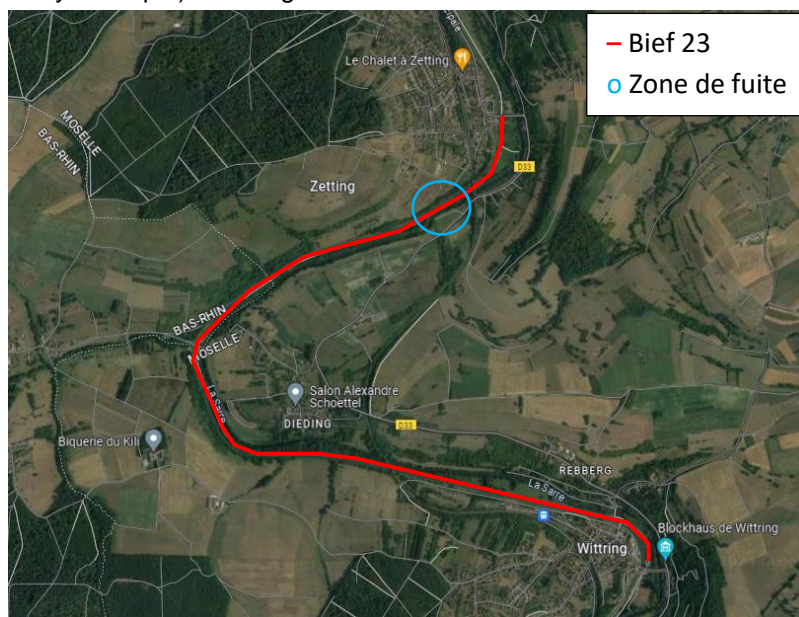 Le Chalet à Zetting
– Bief 23
o Zone de fuite
MOSELLE
BAS-RHIN
D33
Zetting
BAS-RHIN
MOSELLE
La Sarre
Salon Alexandre
Schoettel
DIEDING
D33
Biquerie du Kili
REBBERG
La Sarre
Blockhaus de Wittring
Wittring